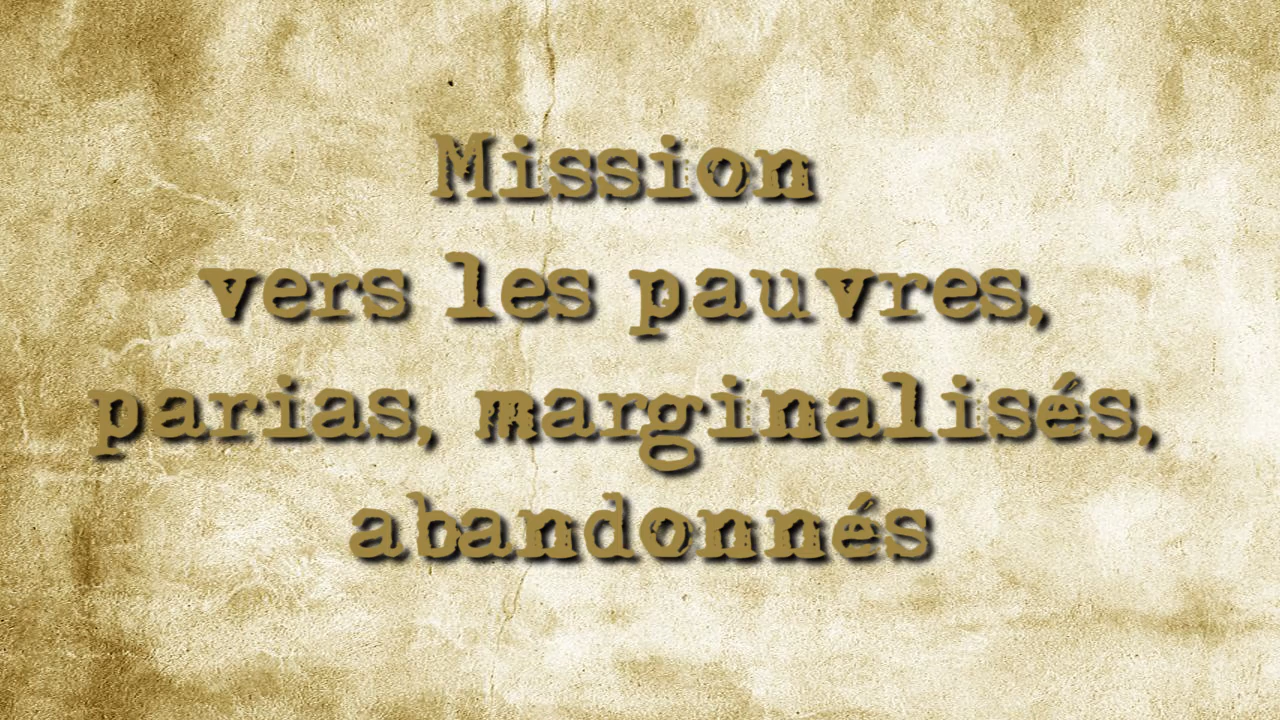 Mission
vers les pauvres,
parias, marginalisés,
abandonnés